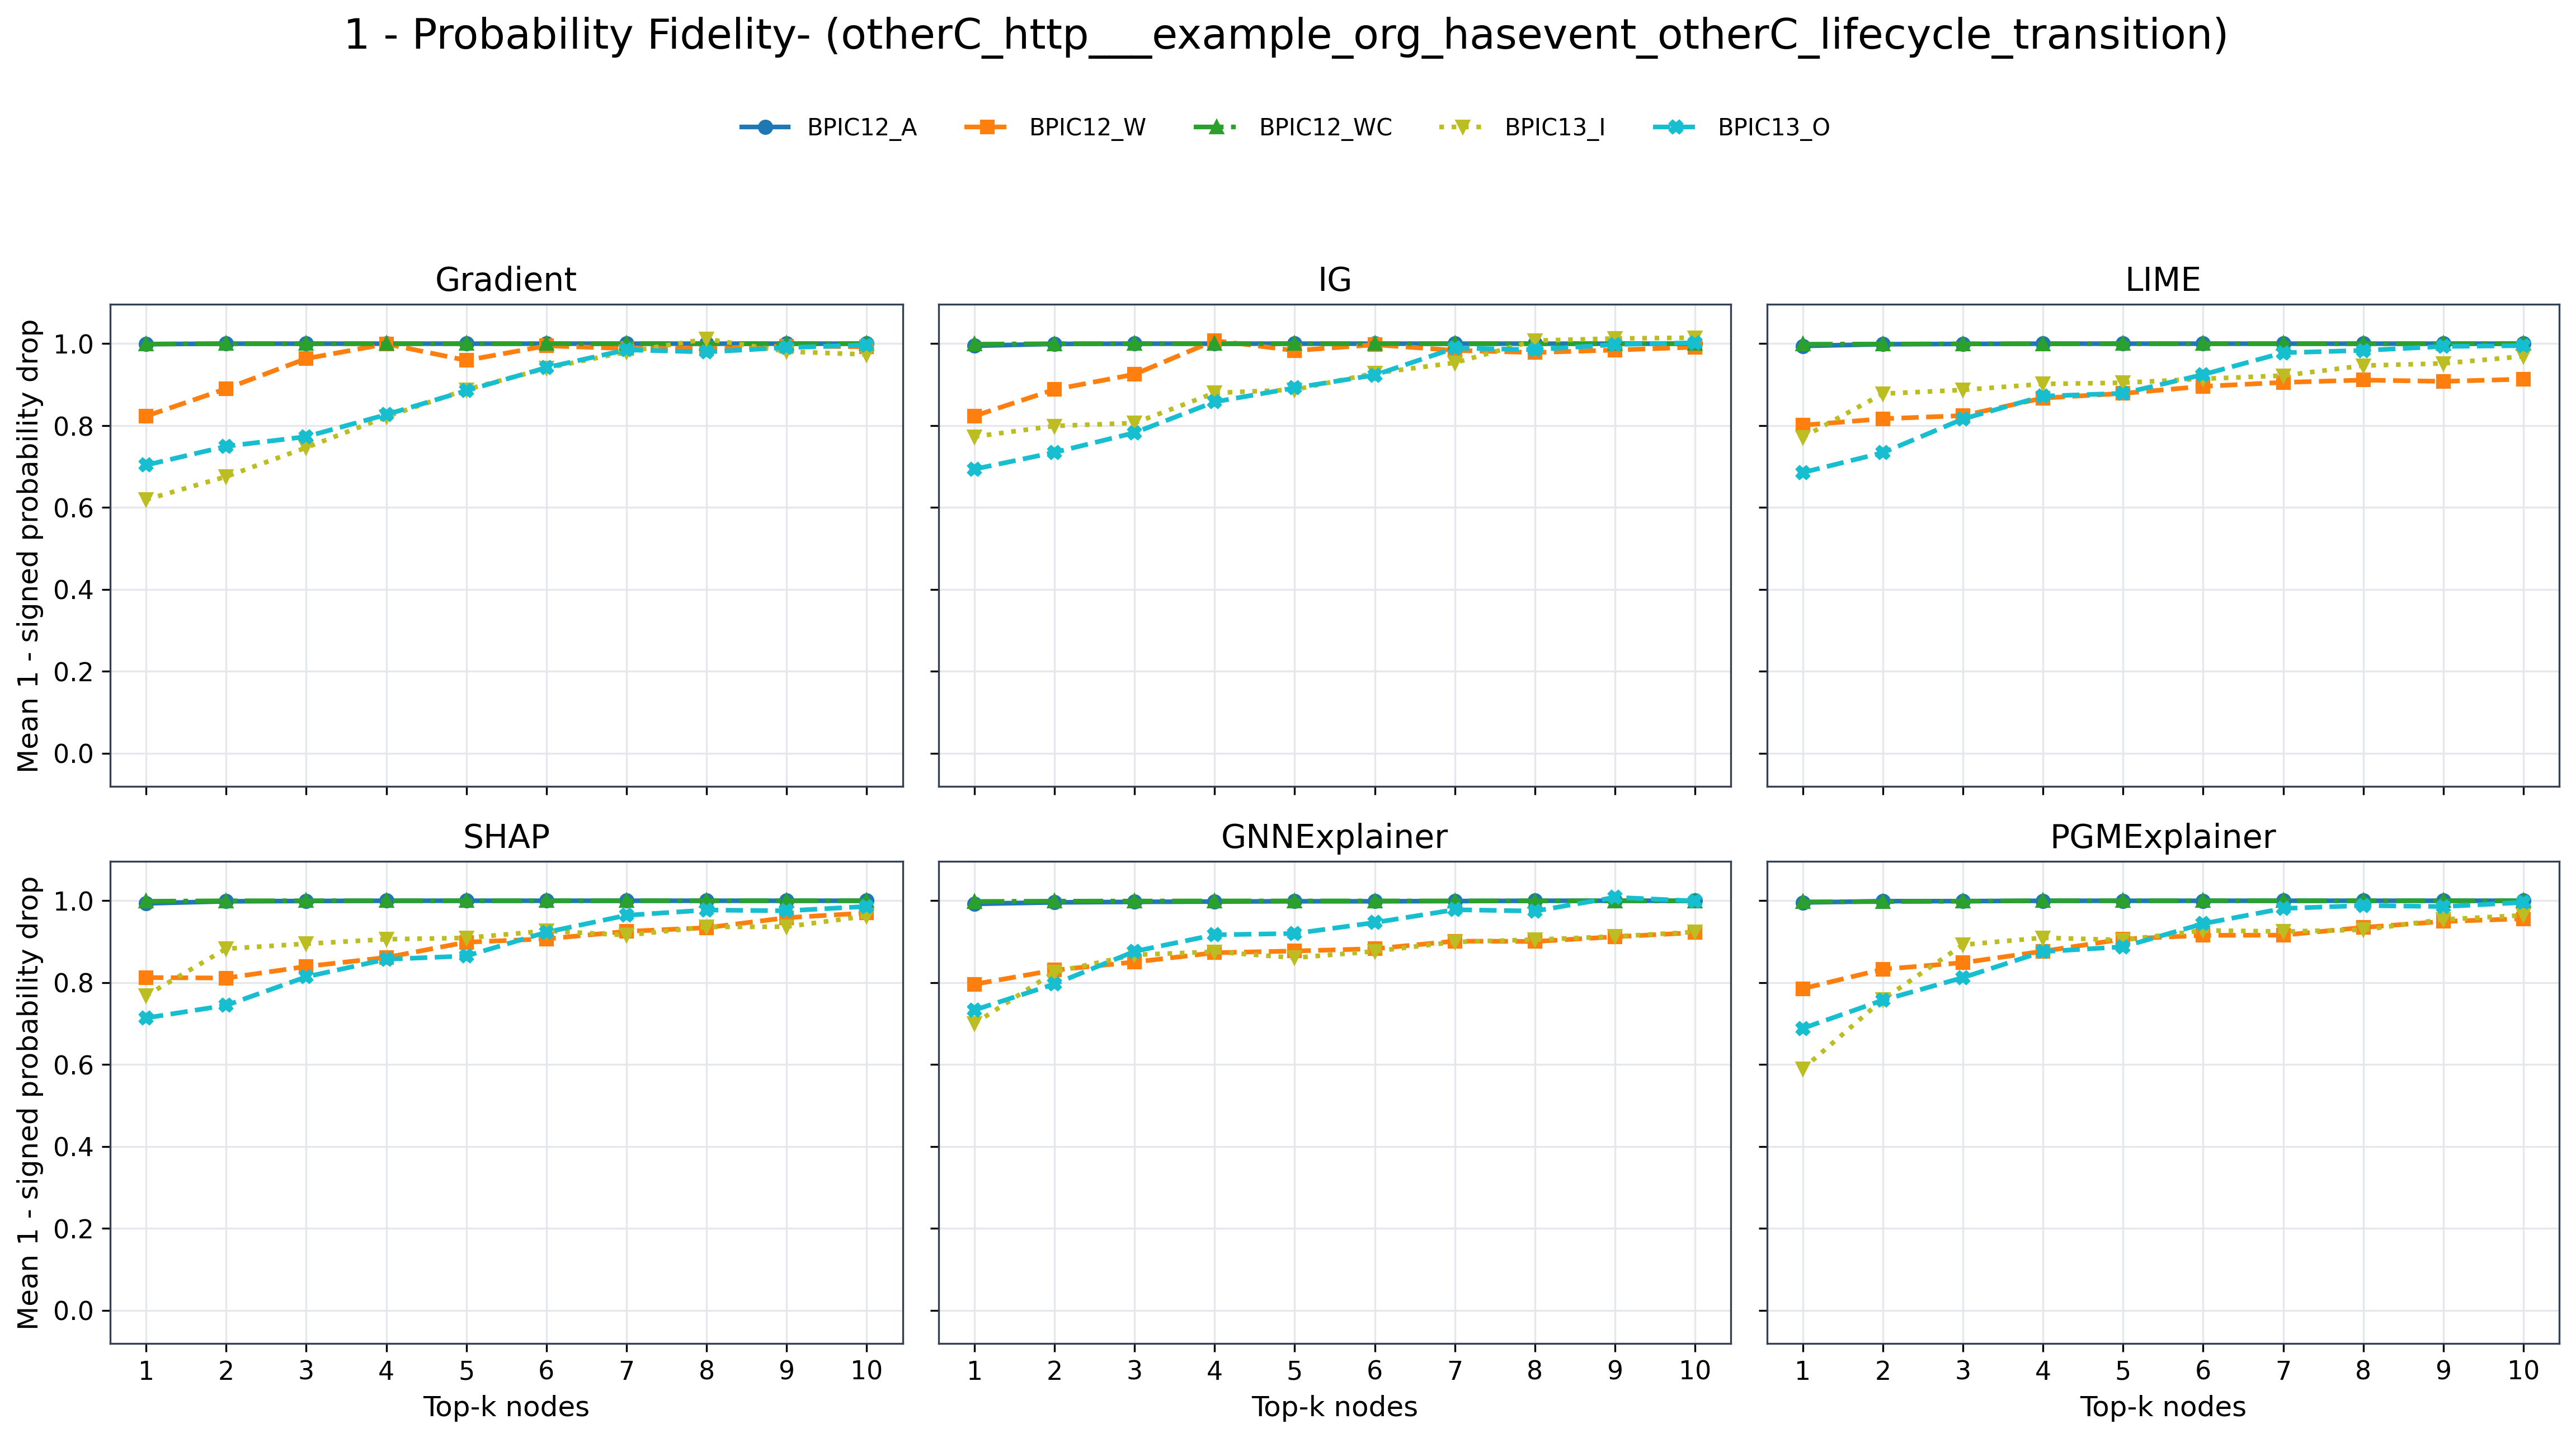 1 - Probability Fidelity- (otherC_http___example_org_hasevent_otherC_lifecycle_transition)
BPIC12_A BPIC12_W BPIC12_WC BPIC13_I BPIC13_O
Gradient IG LIME
Mean 1 - signed probability drop
1.0
0.8
0.6
0.4
0.2
0.0
SHAP GNNExplainer PGMExplainer
Mean 1 - signed probability drop
1.0
0.8
0.6
0.4
0.2
0.0
1 2 3 4 5 6 7 8 9 10 1 2 3 4 5 6 7 8 9 10 1 2 3 4 5 6 7 8 9 10
Top-k nodes Top-k nodes Top-k nodes